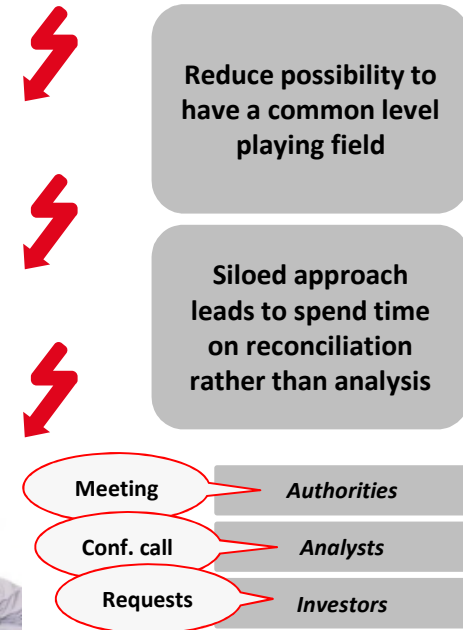 Reduce possibility to
have a common level
playing field
Siloed approach
leads to spend time
on reconciliation
rather than analysis
Meeting
Authorities
Conf. call
Analysts
Requests
Investors